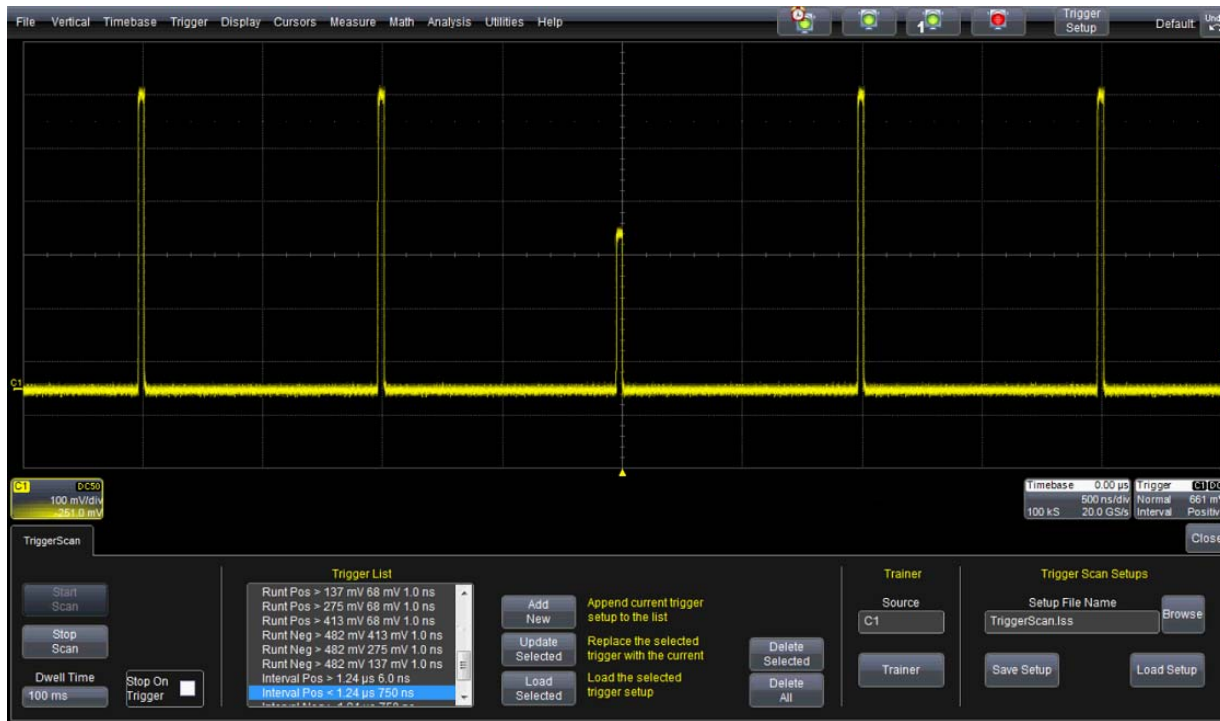 File Vertical Timebase Trigger Display Cursors Measure Math Analysis Utilities Help
1
Trigger
Setup
Default
Und
C1
C1 DC50
100 mV/div
-251.0 mV
Timebase 0.00 µs
500 ns/div
100 kS 20.0 GS/s
Trigger C1 DC
Normal 661 mV
Interval Positiv
TriggerScan
Close
Start
Scan
Stop
Scan
Dwell Time
100 ms
Stop On
Trigger
Trigger List
Runt Pos > 137 mV 68 mV 1.0 ns
Runt Pos > 275 mV 68 mV 1.0 ns
Runt Pos > 413 mV 68 mV 1.0 ns
Runt Neg > 482 mV 413 mV 1.0 ns
Runt Neg > 482 mV 275 mV 1.0 ns
Runt Neg > 482 mV 137 mV 1.0 ns
Interval Pos > 1.24 µs 6.0 ns
Interval Pos < 1.24 µs 750 ns
Add
New
Append current trigger
setup to the list
Update
Selected
Replace the selected
trigger with the current
Load
Selected
Load the selected
trigger setup
Delete
Selected
Delete
All
Trainer
Source
C1
Trainer
Trigger Scan Setups
Setup File Name
TriggerScan.lss
Browse
Save Setup
Load Setup